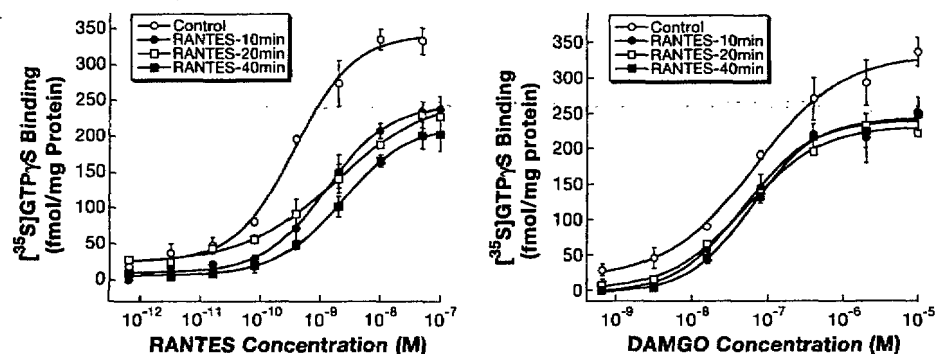 Control
RANTES-10min
RANTES-20min
RANTES-40min
350
300
250
200
150
100
50
0
[³⁵S]GTPγS Binding
(fmol/mg Protein)
10⁻¹²
10⁻¹¹
10⁻¹⁰
10⁻⁹
10⁻⁸
10⁻⁷
RANTES Concentration (M)
Control
RANTES-10min
RANTES-20min
RANTES-40min
350
300
250
200
150
100
50
0
[³⁵S]GTPγS Binding
(fmol/mg protein)
10⁻⁹
10⁻⁸
10⁻⁷
10⁻⁶
10⁻⁵
DAMGO Concentration (M)